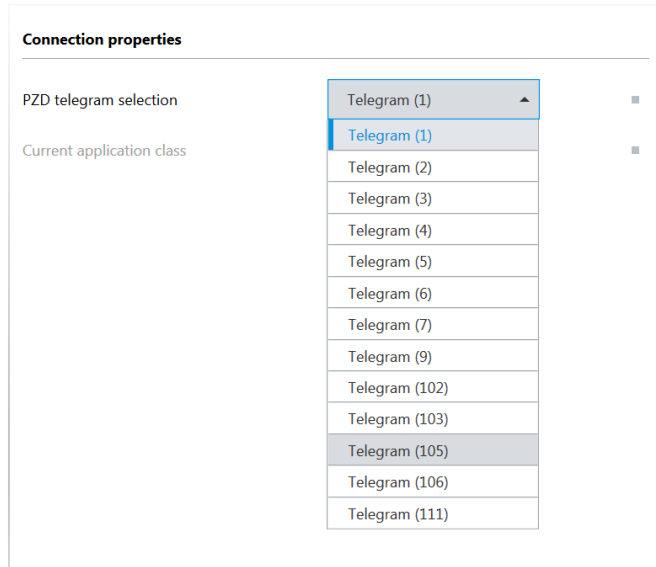 Connection properties
PZD telegram selection
Telegram (1)
Current application class
Telegram (1)
Telegram (2)
Telegram (3)
Telegram (4)
Telegram (5)
Telegram (6)
Telegram (7)
Telegram (9)
Telegram (102)
Telegram (103)
Telegram (105)
Telegram (106)
Telegram (111)